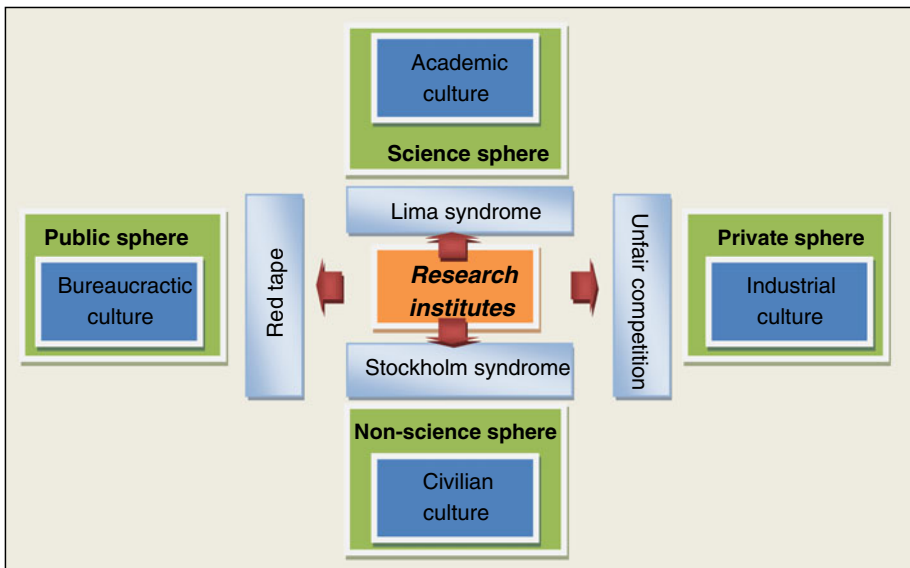 Academic
culture
Science sphere
Lima syndrome
Public sphere
Bureaucractic
culture
Red tape
Research
institutes
Unfair competition
Private sphere
Industrial
culture
Stockholm syndrome
Non-science sphere
Civilian
culture